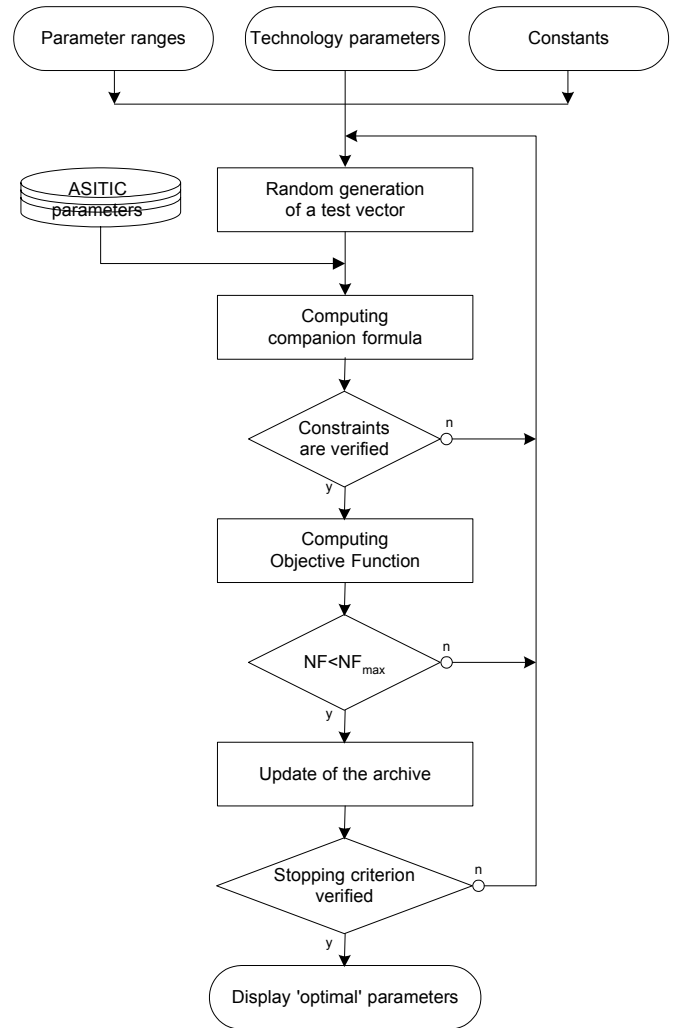 Parameter ranges
Technology parameters
Constants
ASITIC
parameters
Random generation
of a test vector
Computing
companion formula
Constraints
are verified
n
y
Computing
Objective Function
NF<NFmax
n
y
Update of the archive
Stopping criterion
verified
n
y
Display 'optimal' parameters